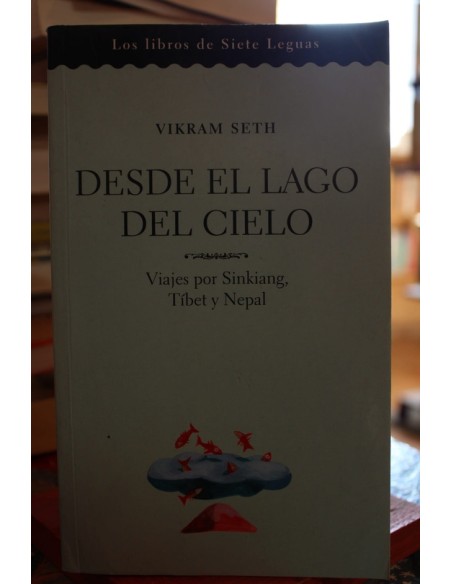 Los libros de Siete Leguas
VIKRAM SETH
DESDE EL LAGO
DEL CIELO
Viajes por Sinkiang,
Tíbet y Nepal